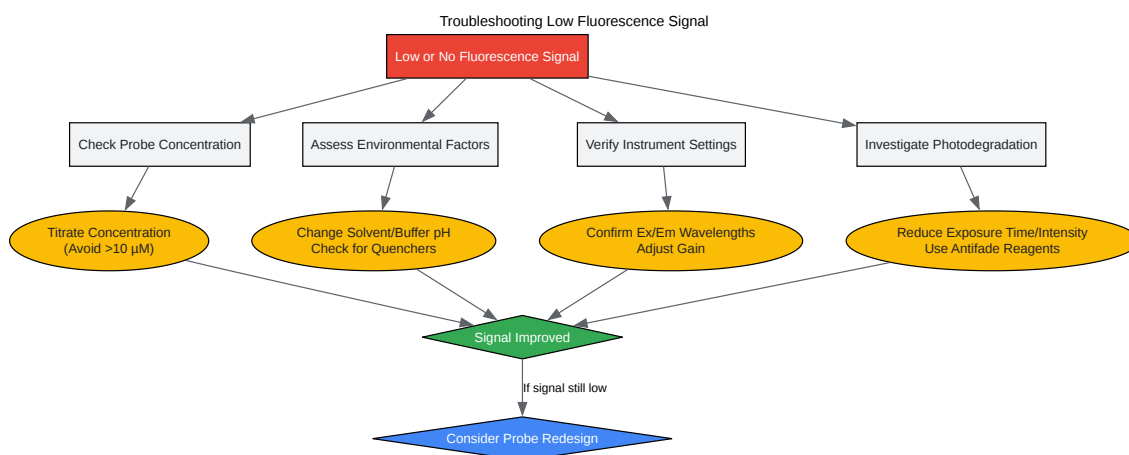 Troubleshooting Low Fluorescence Signal
Low or No Fluorescence Signal
Check Probe Concentration
Assess Environmental Factors
Verify Instrument Settings
Investigate Photodegradation
Titrate Concentration
(Avoid >10 µM)
Change Solvent/Buffer pH
Check for Quenchers
Confirm Ex/Em Wavelengths
Adjust Gain
Reduce Exposure Time/Intensity
Use Antifade Reagents
Signal Improved
If signal still low
Consider Probe Redesign